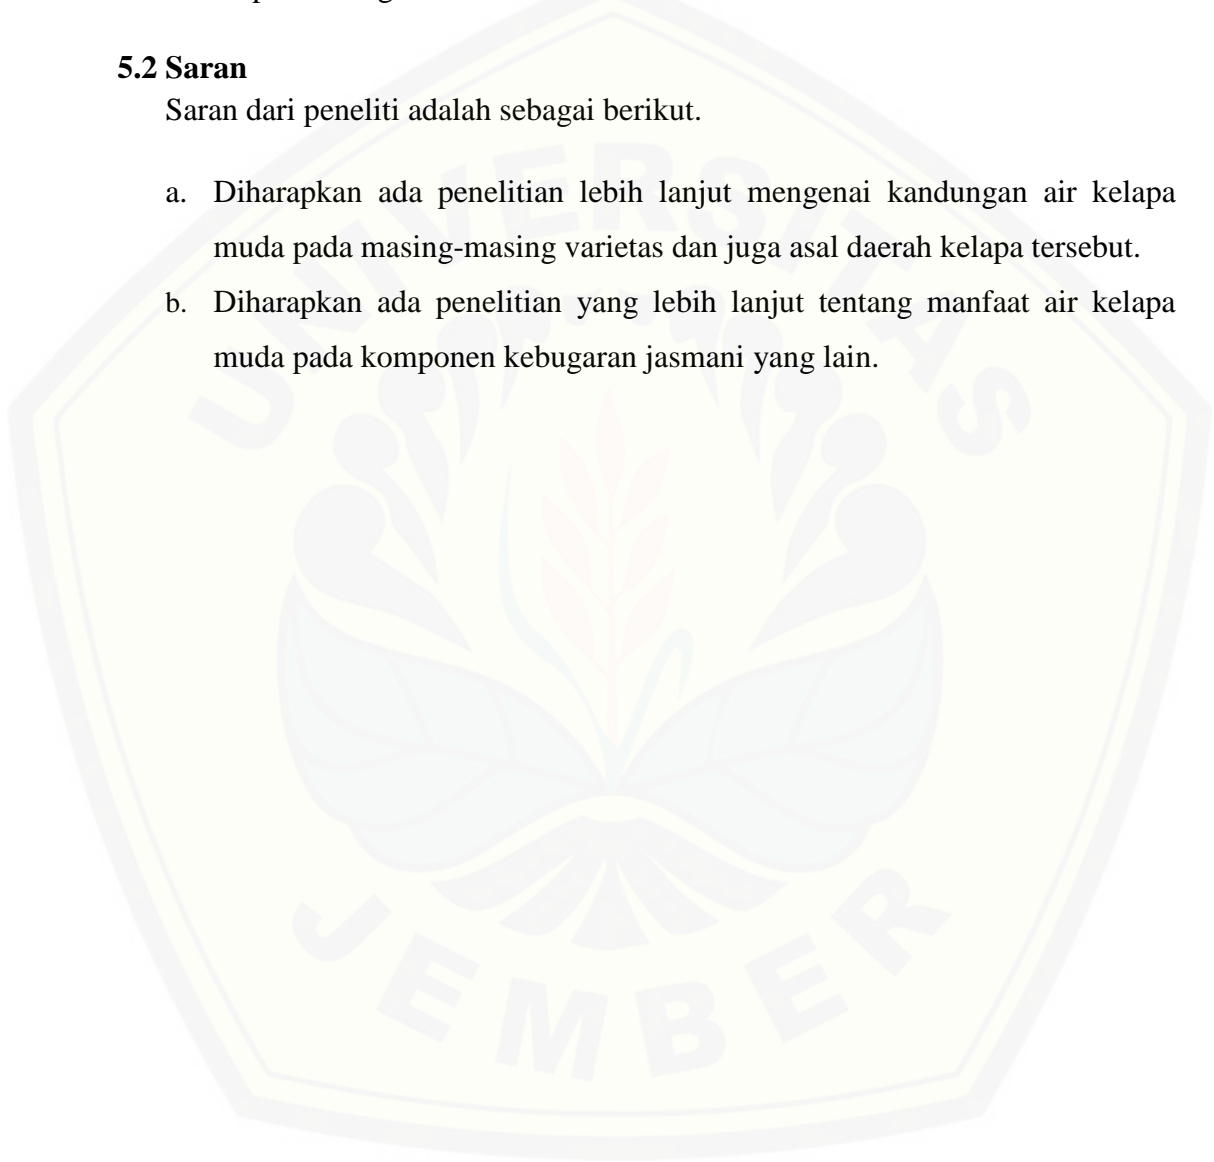 5.2 Saran
Saran dari peneliti adalah sebagai berikut.
a. Diharapkan ada penelitian lebih lanjut mengenai kandungan air kelapa
muda pada masing-masing varietas dan juga asal daerah kelapa tersebut.
b. Diharapkan ada penelitian yang lebih lanjut tentang manfaat air kelapa
muda pada komponen kebugaran jasmani yang lain.
UNIVERSITAS
JEMBER